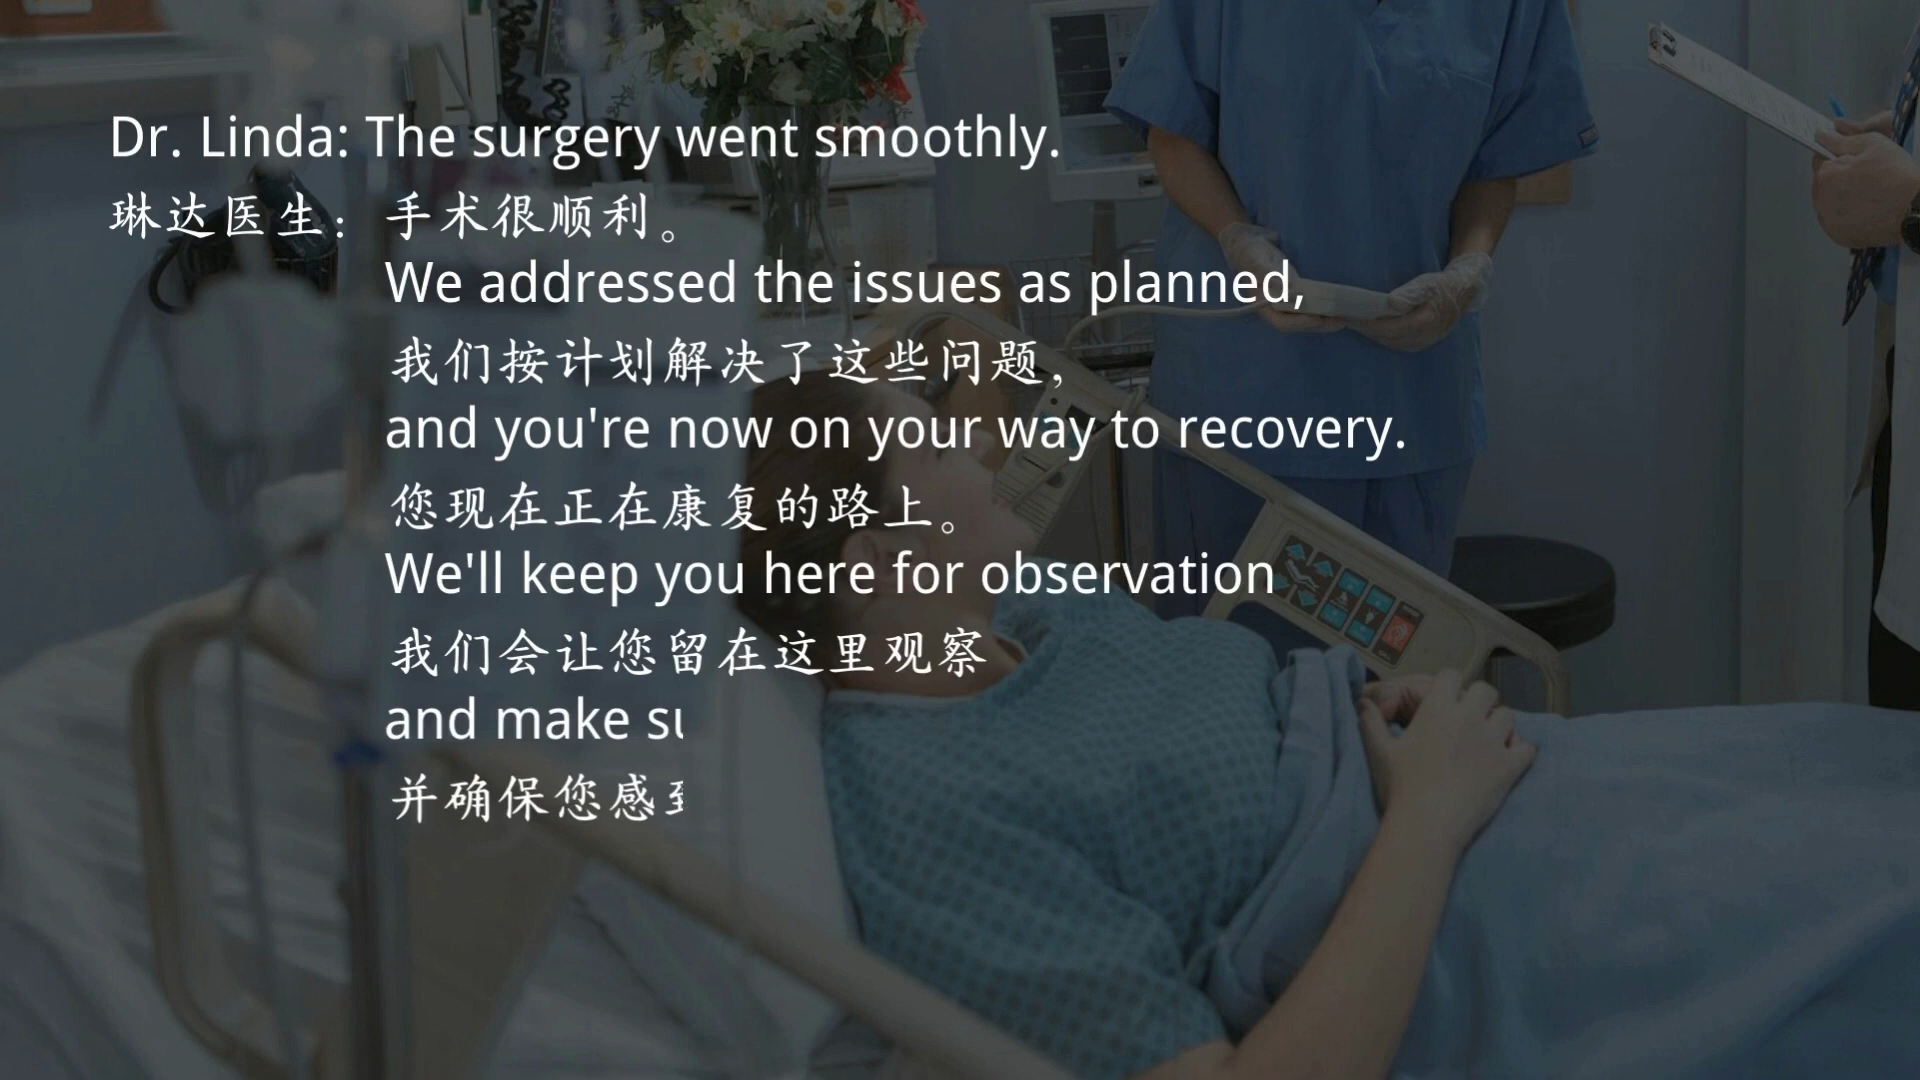 Dr. Linda: The surgery went smoothly.
琳达医生： 手术很顺利。
We addressed the issues as planned,
我们按计划解决了这些问题，
and you're now on your way to recovery.
您现在正在康复的路上。
We'll keep you here for observation
我们会让您留在这里观察
and make
并确保您感